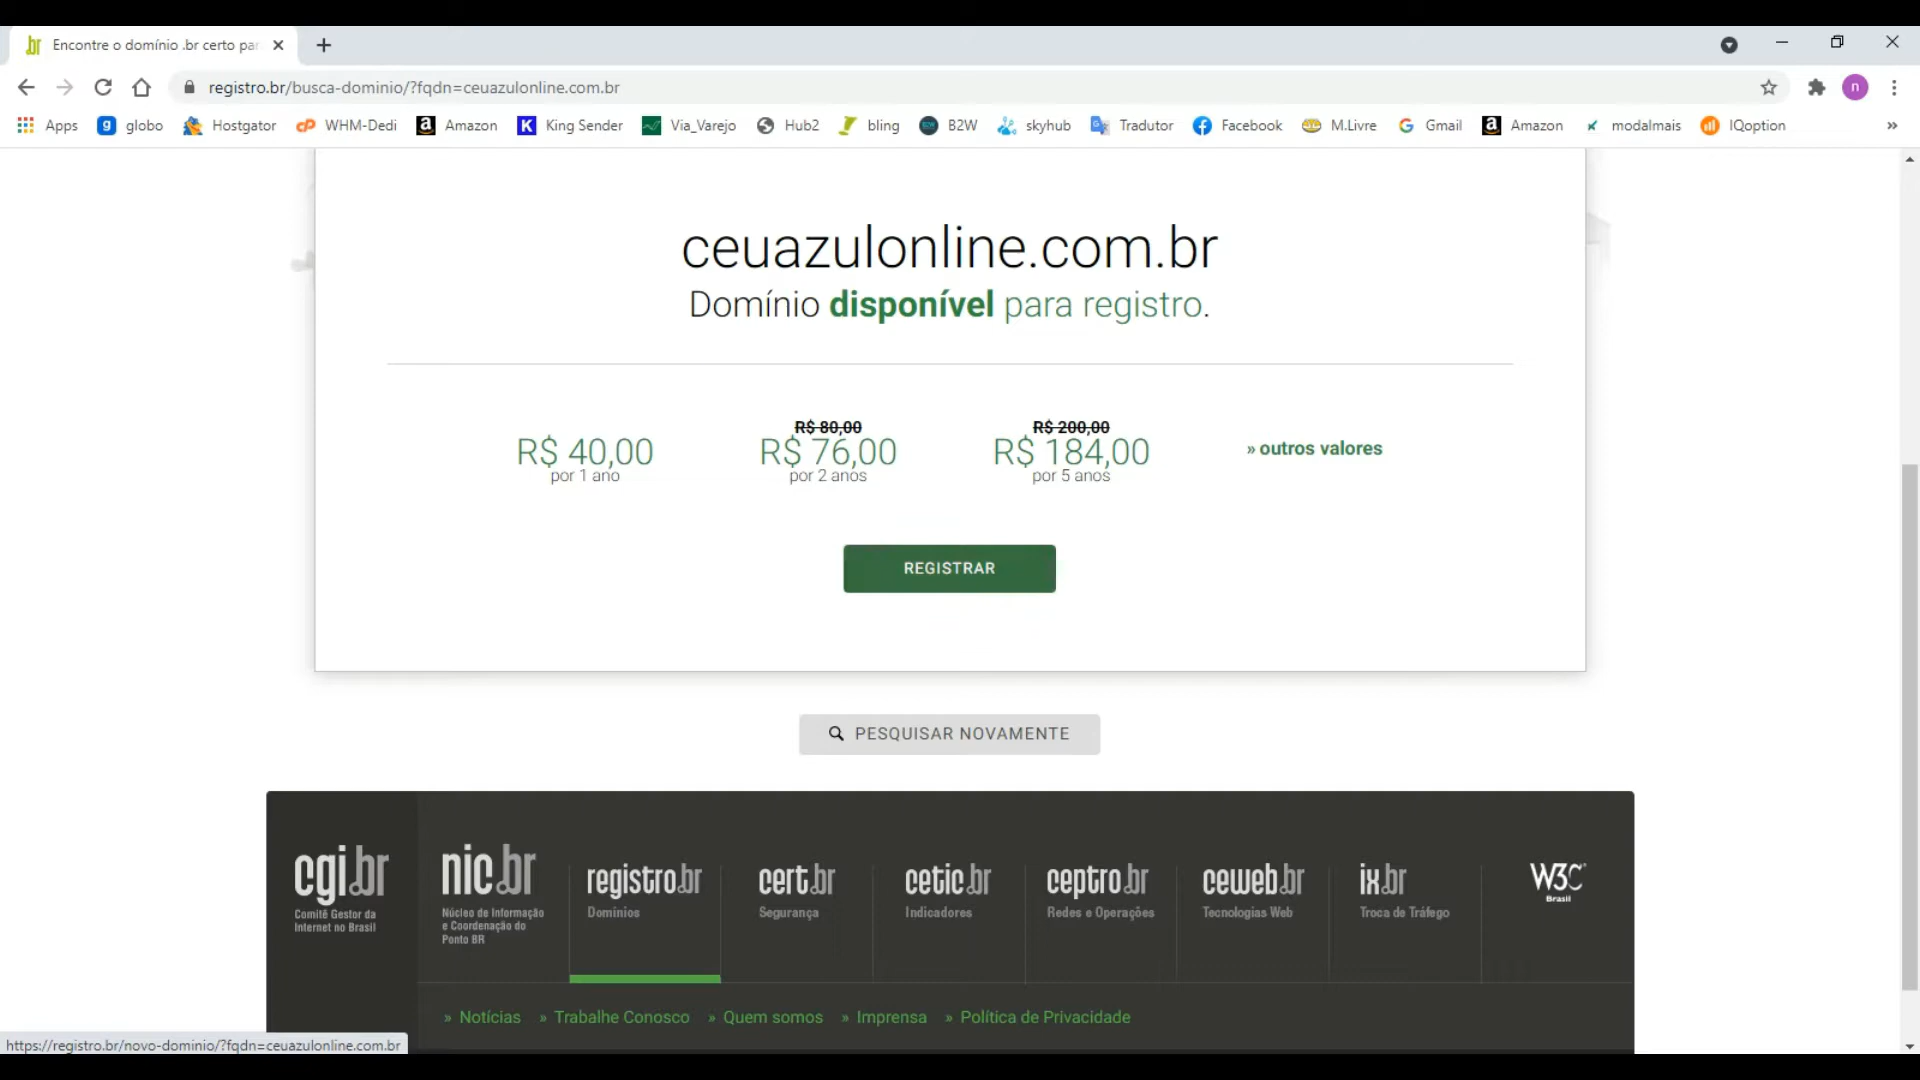 Encontre o domínio .br certo par
registro.br/busca-dominio/?fqdn=ceuazulonline.com.br
n
Apps globo Hostgator WHM-Dedi Amazon King Sender Via_Varejo Hub2 bling B2W skyhub Tradutor Facebook M.Livre Gmail Amazon modalmais IQoption »
ceuazulonline.com.br
Domínio disponível para registro.
R$ 80,00 R$ 200,00
R$ 40,00 R$ 76,00 R$ 184,00 » outros valores
por 1 ano por 2 anos por 5 anos
REGISTRAR
PESQUISAR NOVAMENTE
cgi.br
Comitê Gestor da
Internet no Brasil
nic.br
Núcleo de Informação
e Coordenação do
Ponto BR
registro.br
Domínios
cert.br
Segurança
cetic.br
Indicadores
ceptro.br
Redes e Operações
ceweb.br
Tecnologias Web
ix.br
Troca de Tráfego
W3C®
Brasil
» Notícias » Trabalhe Conosco » Quem somos » Imprensa » Política de Privacidade
https://registro.br/novo-dominio/?fqdn=ceuazulonline.com.br